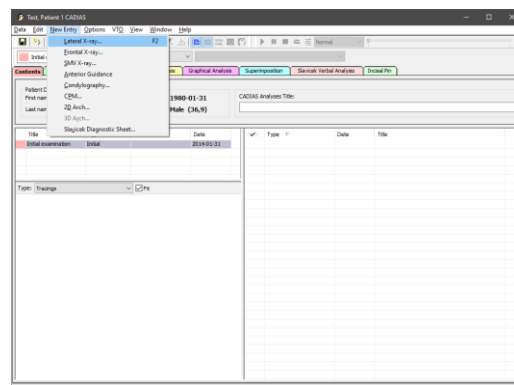 Test, Patient 1 CADIAS
Data Edit New Entry Options VTO View Window Help
Lateral X-ray... F2
Frontal X-ray...
SMV X-ray...
Anterior Guidance
Condylography...
CPM...
2D Arch...
3D Arch...
Slavicek Diagnostic Sheet...
Normal
Initial
Contents
Graphical Analysis Superimposition Slavicek Verbal Analysis Incisal Pin
Patient D
First nam 1980-01-31 CADIAS Analyses Title:
Last nam Male (36,9)
Title Date Type Date Title
Initial examination Initial 2014-01-31
Type: Tracings Fit